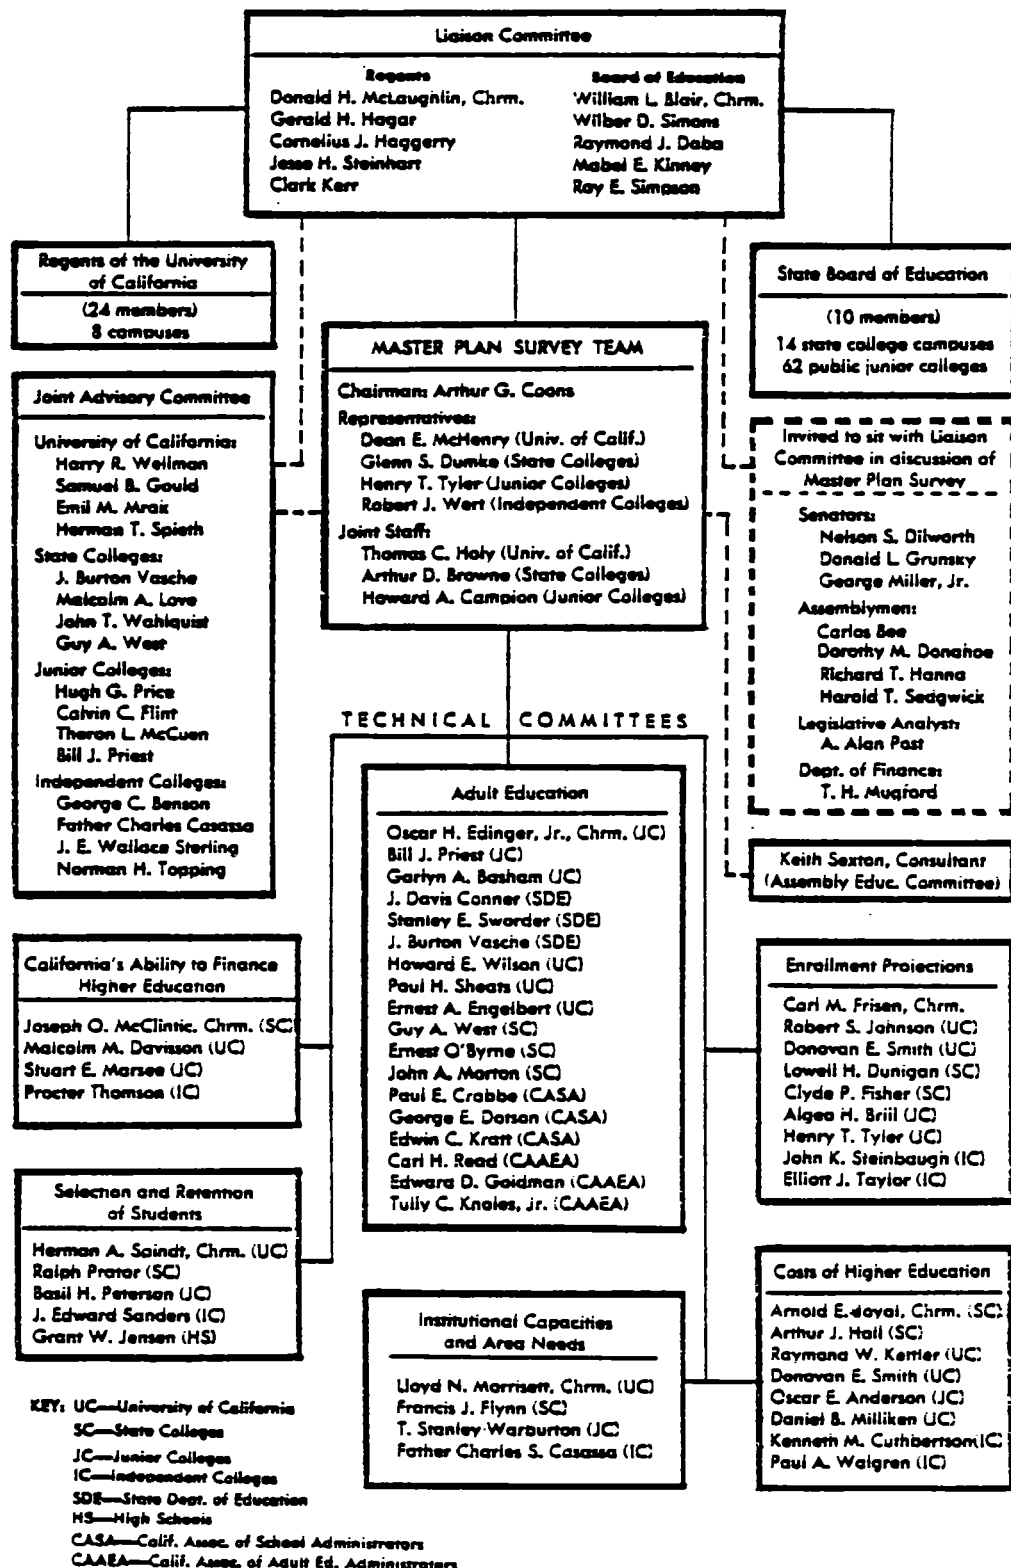 Liaison Committee
Regents
Donald H. McLaughlin, Chrm.
Gerald H. Hagar
Cornelius J. Haggerty
Jesse H. Steinhart
Clark Kerr
Board of Education
William L. Blair, Chrm.
Wilber D. Simons
Raymond J. Daba
Mabel E. Kinney
Ray E. Simpson
Regents of the University
of California
(24 members)
8 campuses
State Board of Education
(10 members)
14 state college campuses
62 public junior colleges
MASTER PLAN SURVEY TEAM
Chairman: Arthur G. Coons
Representatives:
Dean E. McHenry (Univ. of Calif.)
Glenn S. Dumke (State Colleges)
Henry T. Tyler (Junior Colleges)
Robert J. Wert (Independent Colleges)
Joint Staff:
Thomas C. Holy (Univ. of Calif.)
Arthur D. Browne (State Colleges)
Howard A. Campion (Junior Colleges)
Joint Advisory Committee
University of California:
Harry R. Wellman
Samuel B. Gould
Emil M. Mrak
Herman T. Spieth
State Colleges:
J. Burton Vasche
Malcolm A. Love
John T. Wahlquist
Guy A. West
Junior Colleges:
Hugh G. Price
Calvin C. Flint
Theron L. McCuen
Bill J. Priest
Independent Colleges:
George C. Benson
Father Charles Casassa
J. E. Wallace Sterling
Norman H. Topping
Invited to sit with Liaison
Committee in discussion of
Master Plan Survey
Senators:
Nelson S. Dilworth
Donald L. Grunsky
George Miller, Jr.
Assemblymen:
Carlos Bee
Dorothy M. Donahoe
Richard T. Hanna
Harold T. Sedgwick
Legislative Analyst:
A. Alan Post
Dept. of Finance:
T. H. Mugford
Keith Sexton, Consultant
(Assembly Educ. Committee)
TECHNICAL COMMITTEES
Adult Education
Oscar H. Edinger, Jr., Chrm. (JC)
Bill J. Priest (JC)
Garlyn A. Basham (JC)
J. Davis Conner (SDE)
Stanley E. Sworder (SDE)
J. Burton Vasche (SDE)
Howard E. Wilson (UC)
Paul H. Sheats (UC)
Ernest A. Engelbert (UC)
Guy A. West (SC)
Ernest O'Byrne (SC)
John A. Morton (SC)
Paul E. Crabbe (CASA)
George E. Dotson (CASA)
Edwin C. Kratt (CASA)
Carl H. Read (CAAEA)
Edward D. Goldman (CAAEA)
Tully C. Knoles, Jr. (CAAEA)
California's Ability to Finance
Higher Education
Joseph O. McClintic, Chrm. (SC)
Malcolm M. Davisson (UC)
Stuart E. Marsee (JC)
Procter Thomson (IC)
Selection and Retention
of Students
Herman A. Spindt, Chrm. (UC)
Ralph Prator (SC)
Basil H. Peterson (JC)
J. Edward Sanders (IC)
Grant W. Jensen (HS)
Enrollment Projections
Carl M. Frisen, Chrm.
Robert S. Johnson (UC)
Donovan E. Smith (UC)
Lowell H. Dunigan (SC)
Clyde P. Fisher (SC)
Algeo H. Brill (JC)
Henry T. Tyler (JC)
John K. Steinbaugh (IC)
Elliott J. Taylor (IC)
Costs of Higher Education
Arnold E. Joyal, Chrm. (SC)
Arthur J. Hall (SC)
Raymond W. Kettler (UC)
Donovan E. Smith (UC)
Oscar E. Anderson (JC)
Daniel B. Milliken (JC)
Kenneth M. Cuthbertson(IC)
Paul A. Walgren (IC)
Institutional Capacities
and Area Needs
Lloyd N. Morrisett, Chrm. (UC)
Francis J. Flynn (SC)
T. Stanley Warburton (JC)
Father Charles S. Casassa (IC)
KEY: UC—University of California
SC—State Colleges
JC—Junior Colleges
IC—Independent Colleges
SDE—State Dept. of Education
HS—High Schools
CASA—Calif. Assoc. of School Administrators
CAAEA—Calif. Assoc. of Adult Ed. Administrators